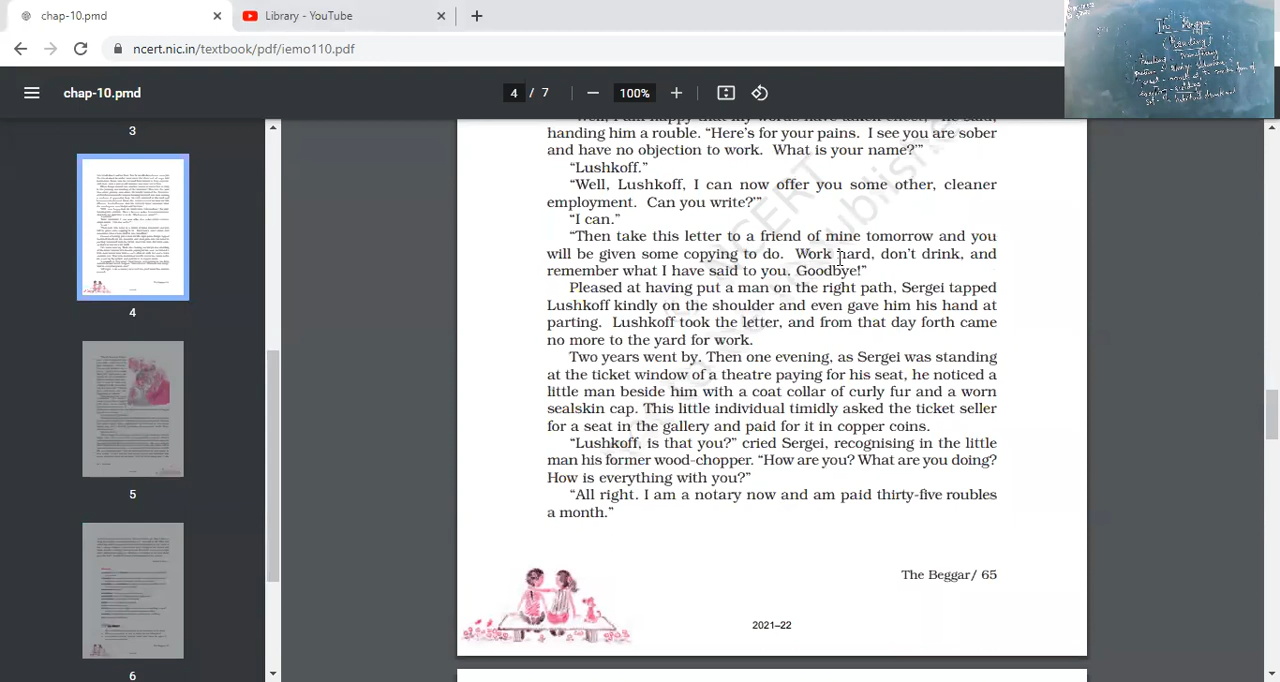 chap-10.pmd
Library - YouTube
ncert.nic.in/textbook/pdf/iemo110.pdf
chap-10.pmd
4 / 7
100%
3
4
5
6
handing him a rouble. “Here’s for your pains. I see you are sober
and have no objection to work. What is your name?’”
“Lushkoff.”
“Well, Lushkoff, I can now offer you some other, cleaner
employment. Can you write?’”
“I can.”
“Then take this letter to a friend of mine tomorrow and you
will be given some copying to do. Work hard, don’t drink, and
remember what I have said to you. Goodbye!”
Pleased at having put a man on the right path, Sergei tapped
Lushkoff kindly on the shoulder and even gave him his hand at
parting. Lushkoff took the letter, and from that day forth came
no more to the yard for work.
Two years went by. Then one evening, as Sergei was standing
at the ticket window of a theatre paying for his seat, he noticed a
little man beside him with a coat collar of curly fur and a worn
sealskin cap. This little individual timidly asked the ticket seller
for a seat in the gallery and paid for it in copper coins.
“Lushkoff, is that you?” cried Sergei, recognising in the little
man his former wood-chopper. “How are you? What are you doing?
How is everything with you?”
“All right. I am a notary now and am paid thirty-five roubles
a month.”
The Beggar/ 65
2021–22